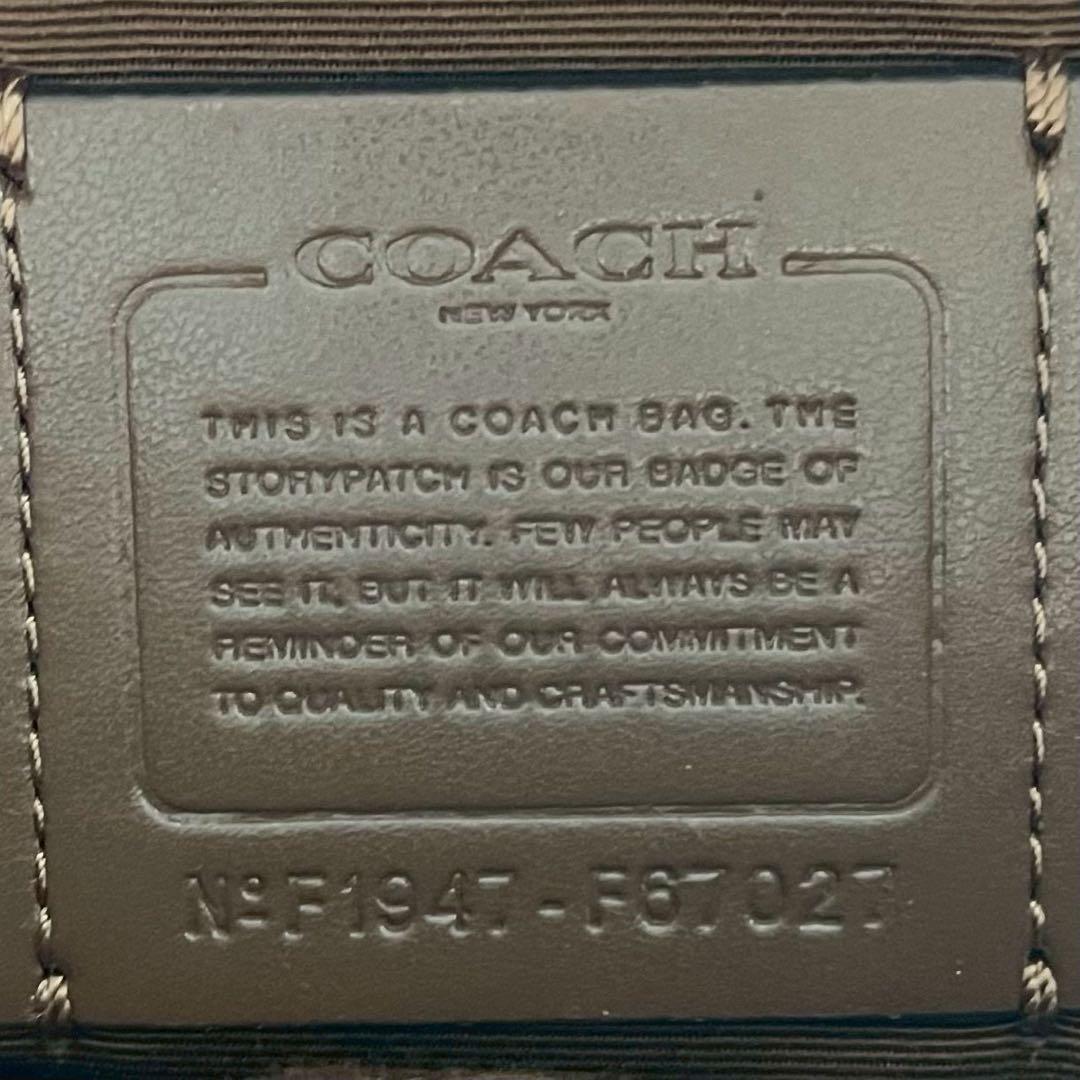 COACH
NEW YORK
THIS IS A COACH BAG. THE
STORYPATCH IS OUR BADGE OF
AUTHENTICITY. FEW PEOPLE MAY
SEE IT, BUT IT WILL ALWAYS BE A
REMINDER OF OUR COMMITMENT
TO QUALITY AND CRAFTSMANSHIP.
Nº F1947-F67027